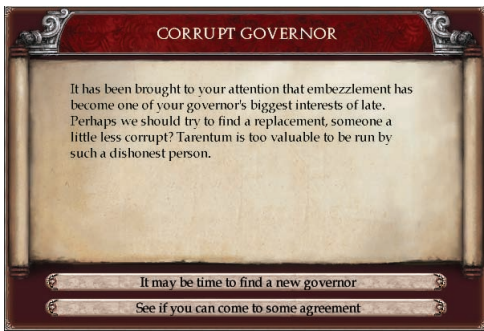 CORRUPT GOVERNOR
It has been brought to your attention that embezzlement has
become one of your governor's biggest interests of late.
Perhaps we should try to find a replacement, someone a
little less corrupt? Tarentum is too valuable to be run by
such a dishonest person.
It may be time to find a new governor
See if you can come to some agreement